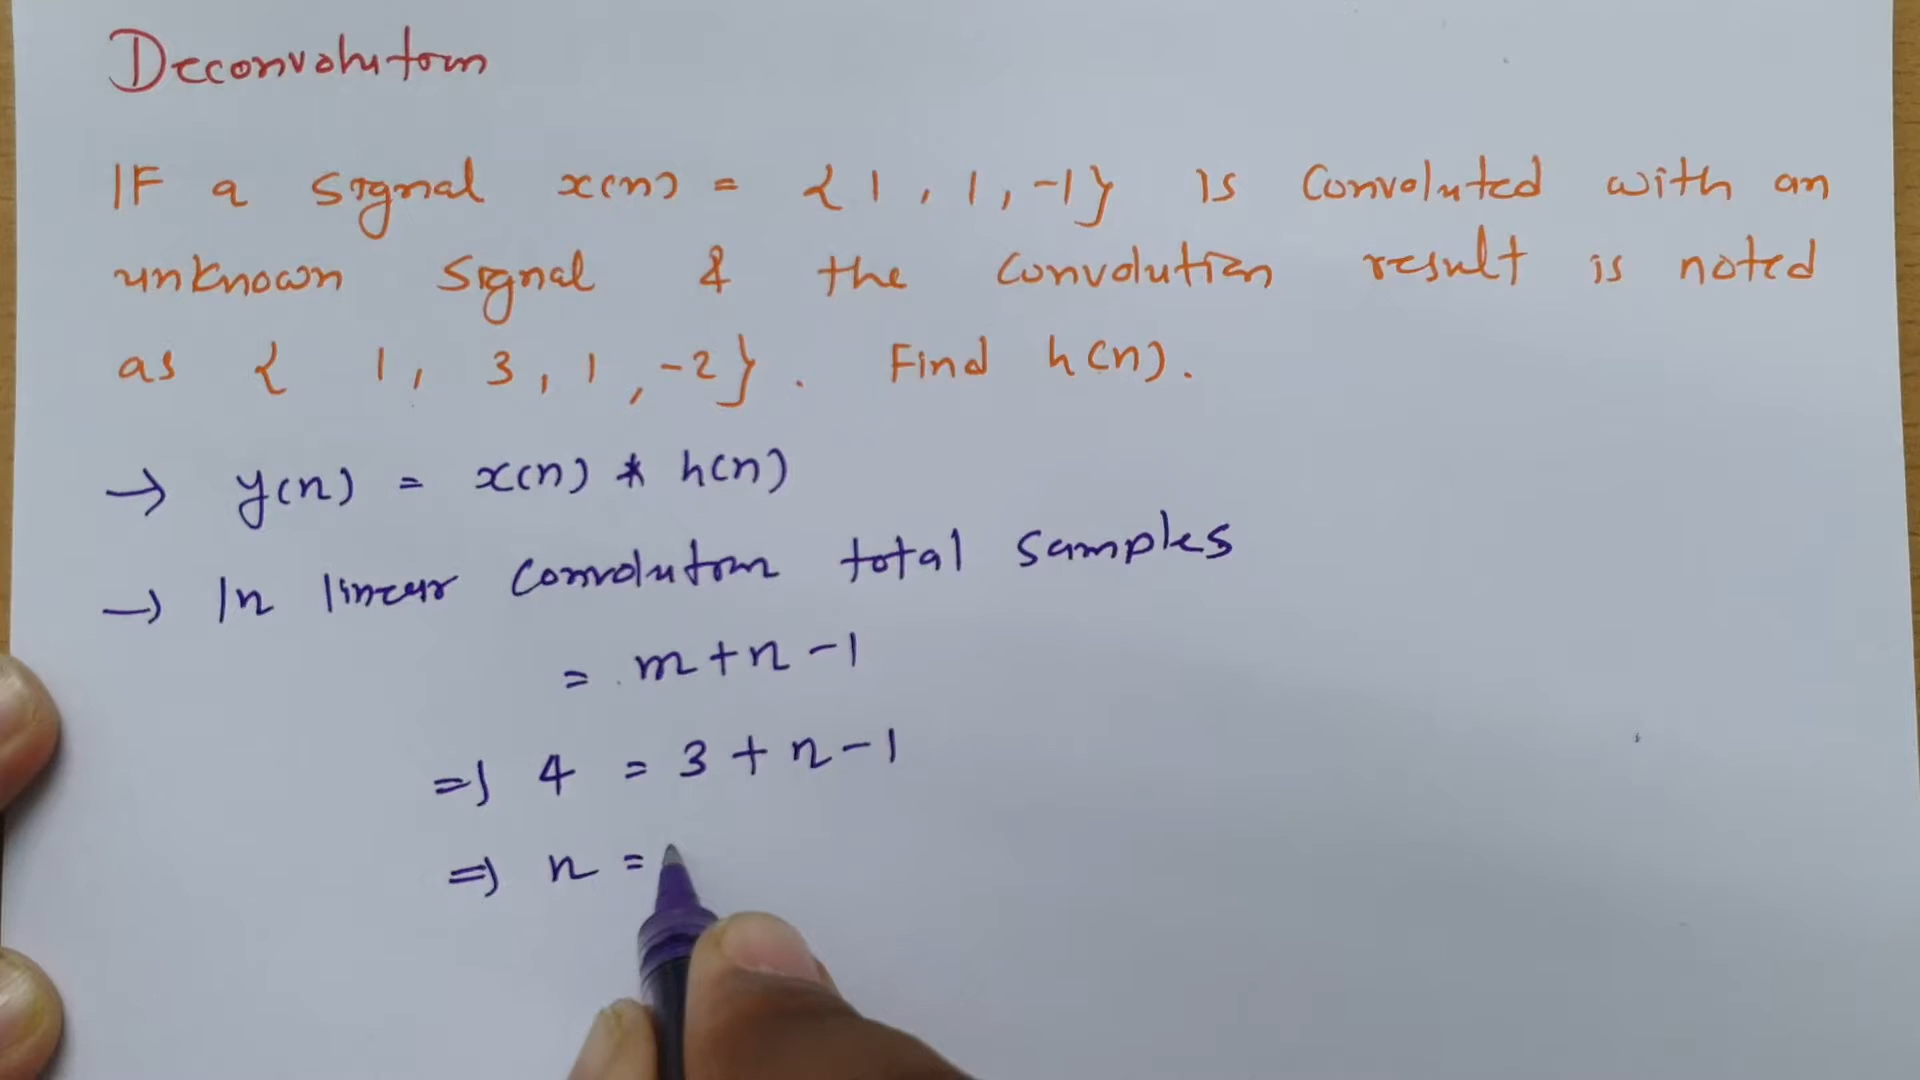 Deconvolution
IF a signal x(n) = {1, 1, -1} is Convoluted with an
unknown signal & the convolution result is noted
as { 1, 3, 1, -2}. Find h(n).
→ y(n) = x(n) * h(n)
→ In linear Convolution total samples
= m+n-1
⇒ 4 = 3+n-1
⇒ n =